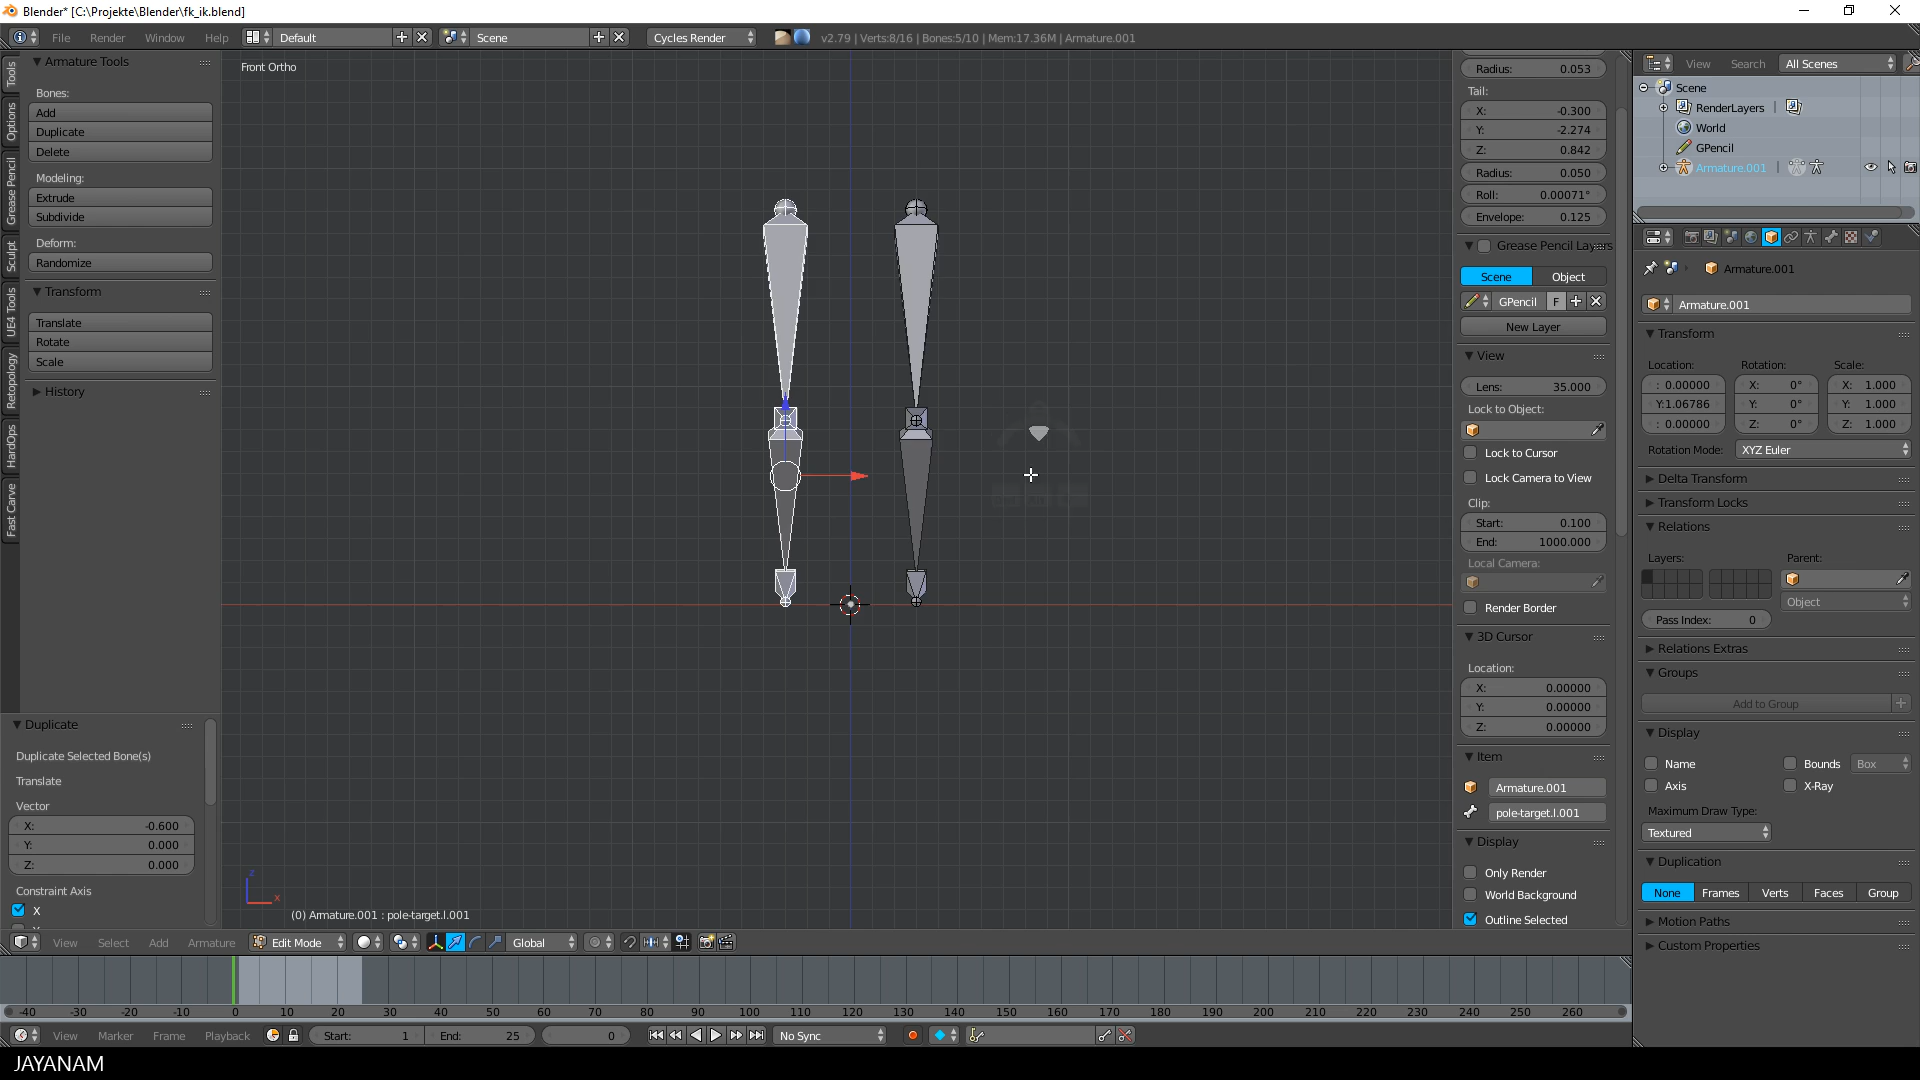 Blender* [C:\Projekte\Blender\fk_ik.blend]
File Render Window Help Default Scene Cycles Render v2.79 | Verts:8/16 | Bones:5/10 | Mem:17.36M | Armature.001
Tools
Options
Grease Pencil
Sculpt
UE4 Tools
Retopology
HardOps
Fast Carve
Armature Tools
Bones:
Add
Duplicate
Delete
Modeling:
Extrude
Subdivide
Deform:
Randomize
Transform
Translate
Rotate
Scale
History
Duplicate
Duplicate Selected Bone(s)
Translate
Vector
X: -0.600
Y: 0.000
Z: 0.000
Constraint Axis
X
Front Ortho
z
x
(0) Armature.001 : pole-target.l.001
Radius: 0.053
Tail:
X: -0.300
Y: -2.274
Z: 0.842
Radius: 0.050
Roll: 0.00071°
Envelope: 0.125
Grease Pencil Layers
Scene Object
GPencil F
New Layer
View
Lens: 35.000
Lock to Object:
Lock to Cursor
Lock Camera to View
Clip:
Start: 0.100
End: 1000.000
Local Camera:
Render Border
3D Cursor
Location:
X: 0.00000
Y: 0.00000
Z: 0.00000
Item
Armature.001
pole-target.l.001
Display
Only Render
World Background
Outline Selected
View Search All Scenes
Scene
RenderLayers |
World
GPencil
Armature.001 |
Armature.001
Armature.001
Transform
Location: Rotation: Scale:
: 0.00000 X: 0° X: 1.000
Y:1.06786 Y: 0° Y: 1.000
: 0.00000 Z: 0° Z: 1.000
Rotation Mode: XYZ Euler
Delta Transform
Transform Locks
Relations
Layers: Parent:
Object
Pass Index: 0
Relations Extras
Groups
Add to Group
Display
Name Bounds Box
Axis X-Ray
Maximum Draw Type:
Textured
Duplication
None Frames Verts Faces Group
Motion Paths
Custom Properties
View Select Add Armature Edit Mode Global
-40 -30 -20 -10 0 10 20 30 40 50 60 70 80 90 100 110 120 130 140 150 160 170 180 190 200 210 220 230 240 250 260
View Marker Frame Playback Start: 1 End: 25 0 No Sync
JAYANAM